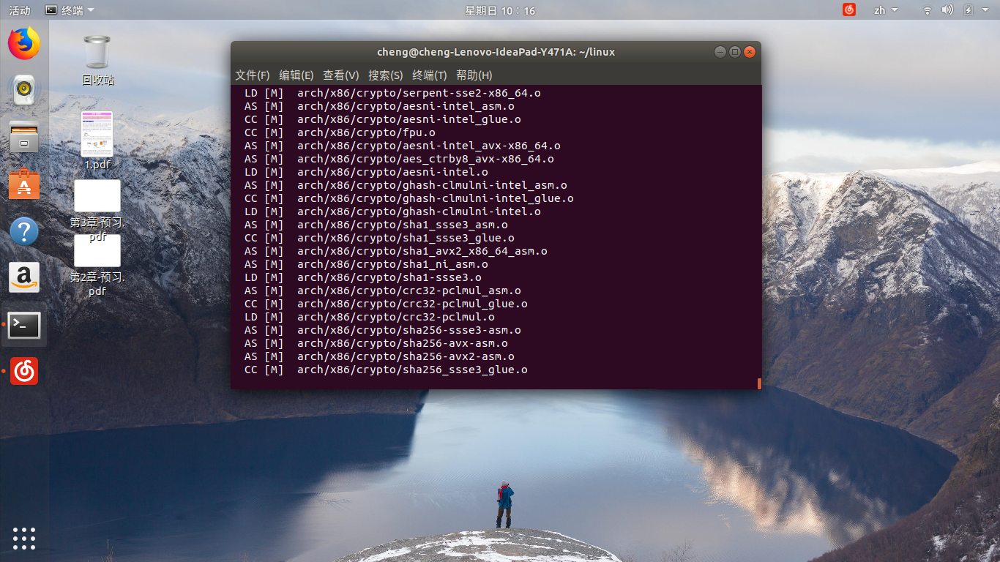 活动
终端
星期日 10：16
zh
回收站
1.pdf
第3章-预习.
pdf
第2章-预习.
pdf
cheng@cheng-Lenovo-IdeaPad-Y471A: ~/linux
文件(F) 编辑(E) 查看(V) 搜索(S) 终端(T) 帮助(H)
LD [M]  arch/x86/crypto/serpent-sse2-x86_64.o
AS [M]  arch/x86/crypto/aesni-intel_asm.o
CC [M]  arch/x86/crypto/aesni-intel_glue.o
CC [M]  arch/x86/crypto/fpu.o
AS [M]  arch/x86/crypto/aesni-intel_avx-x86_64.o
AS [M]  arch/x86/crypto/aes_ctrby8_avx-x86_64.o
LD [M]  arch/x86/crypto/aesni-intel.o
AS [M]  arch/x86/crypto/ghash-clmulni-intel_asm.o
CC [M]  arch/x86/crypto/ghash-clmulni-intel_glue.o
LD [M]  arch/x86/crypto/ghash-clmulni-intel.o
AS [M]  arch/x86/crypto/sha1_ssse3_asm.o
CC [M]  arch/x86/crypto/sha1_ssse3_glue.o
AS [M]  arch/x86/crypto/sha1_avx2_x86_64_asm.o
AS [M]  arch/x86/crypto/sha1_ni_asm.o
LD [M]  arch/x86/crypto/sha1-ssse3.o
AS [M]  arch/x86/crypto/crc32-pclmul_asm.o
CC [M]  arch/x86/crypto/crc32-pclmul_glue.o
LD [M]  arch/x86/crypto/crc32-pclmul.o
AS [M]  arch/x86/crypto/sha256-ssse3-asm.o
AS [M]  arch/x86/crypto/sha256-avx-asm.o
AS [M]  arch/x86/crypto/sha256-avx2-asm.o
CC [M]  arch/x86/crypto/sha256_ssse3_glue.o